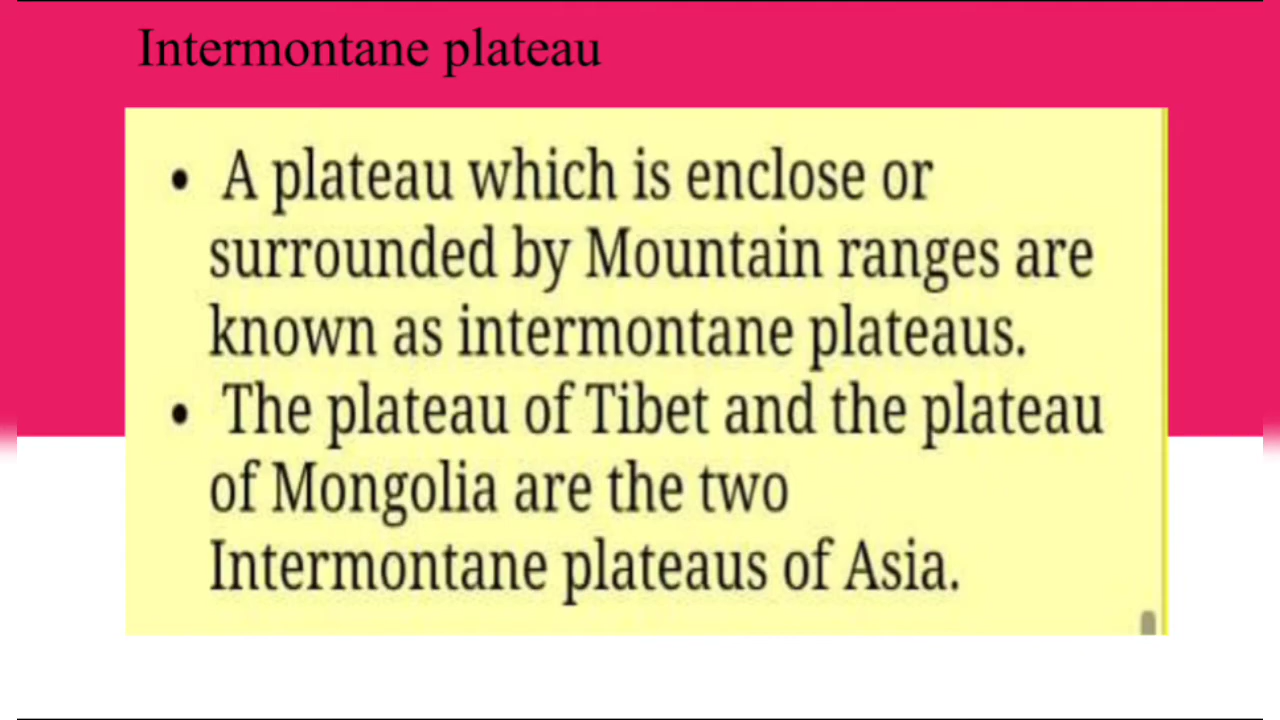 Intermontane plateau
• A plateau which is enclose or
surrounded by Mountain ranges are
known as intermontane plateaus.
• The plateau of Tibet and the plateau
of Mongolia are the two
Intermontane plateaus of Asia.